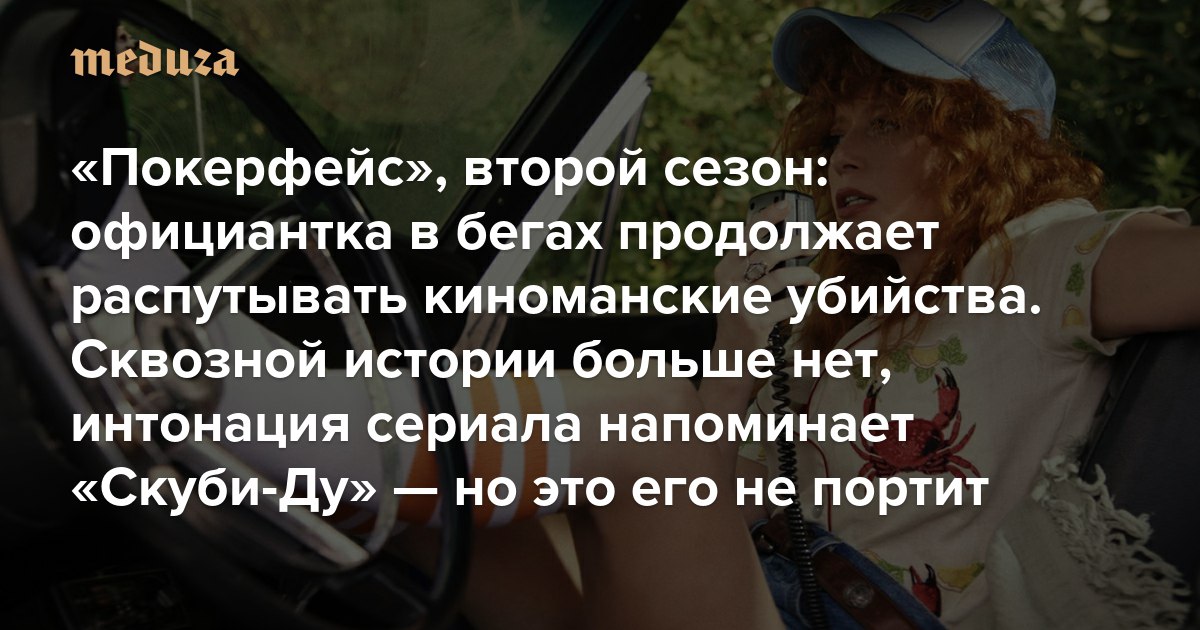 meduza
«Покерфейс», второй сезон:
официантка в бегах продолжает
распутывать киноманские убийства.
Сквозной истории больше нет,
интонация сериала напоминает
«Скуби-Ду» — но это его не портит